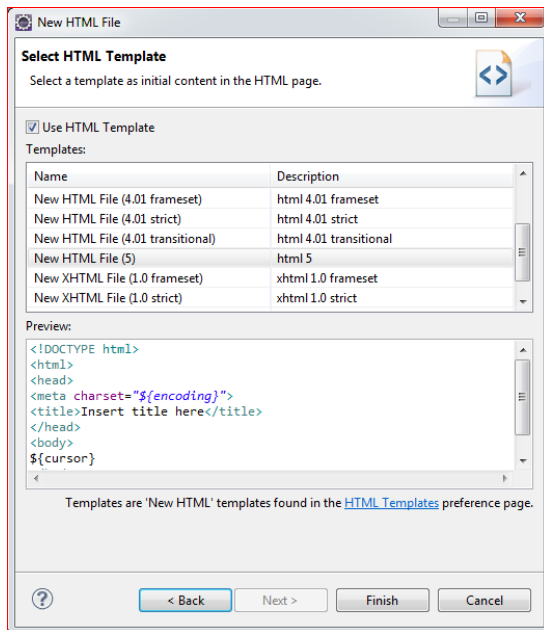 New HTML File
Select HTML Template
Select a template as initial content in the HTML page.
Use HTML Template
Templates:
Name Description
New HTML File (4.01 frameset) html 4.01 frameset
New HTML File (4.01 strict) html 4.01 strict
New HTML File (4.01 transitional) html 4.01 transitional
New HTML File (5) html 5
New XHTML File (1.0 frameset) xhtml 1.0 frameset
New XHTML File (1.0 strict) xhtml 1.0 strict
Preview:
<!DOCTYPE html>
<html>
<head>
<meta charset="${encoding}">
<title>Insert title here</title>
</head>
<body>
${cursor}
Templates are 'New HTML' templates found in the HTML Templates preference page.
? < Back Next > Finish Cancel